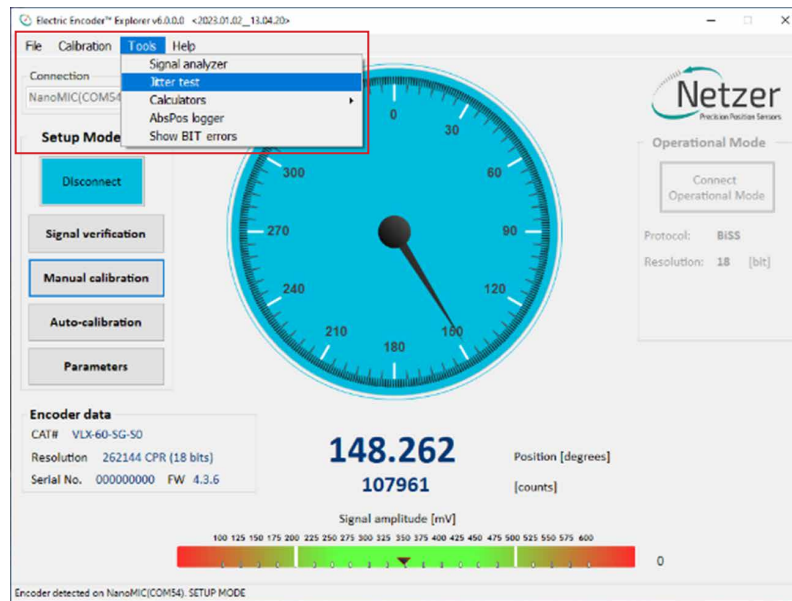 Electric Encoder™ Explorer v6.0.0.0 <2023.01.02__13.04.20>
File Calibration Tools Help
Signal analyzer
Jitter test
Calculators
AbsPos logger
Show BIT errors
Connection
NanoMIC(COM54
Setup Mode
Disconnect
Signal verification
Manual calibration
Auto-calibration
Parameters
0
30
60
90
120
160
180
210
240
270
300
Netzer
Precision Position Sensors
Operational Mode
Connect
Operational Mode
Protocol: BiSS
Resolution: 18 [bit]
Encoder data
CAT# VLX-60-SG-S0
Resolution 262144 CPR (18 bits)
Serial No. 000000000 FW 4.3.6
148.262 Position [degrees]
107961 [counts]
Signal amplitude [mV]
100 125 150 175 200 225 250 275 300 325 350 375 400 425 450 475 500 525 550 575 600
0
Encoder detected on NanoMIC(COM54). SETUP MODE